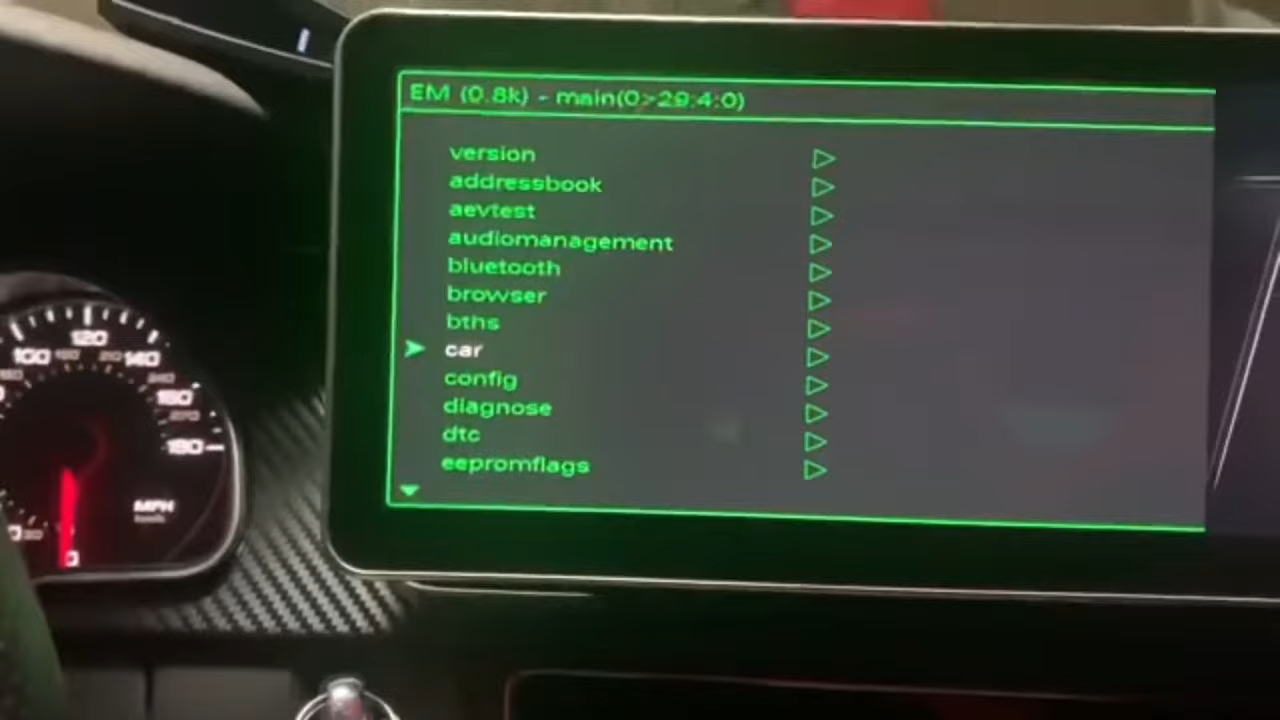 EM (0.8k) - main(0>29:4:0)
version
addressbook
aevtest
audiomanagement
bluetooth
browser
bths
car
config
diagnose
dtc
eepromflags
120
100
140
160
180
MPH
0